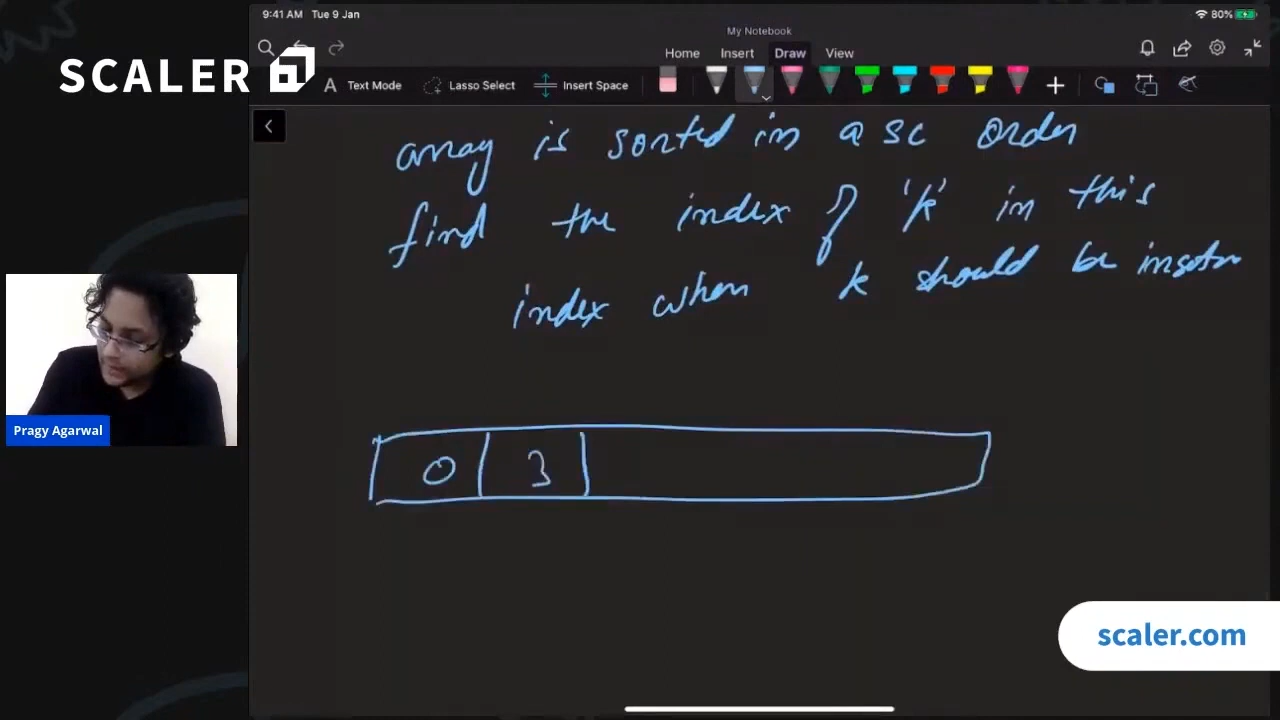 9:41 AM Tue 9 Jan
80%
My Notebook
Home Insert Draw View
SCALER
Text Mode Lasso Select Insert Space
array is sorted in asc order
find the index of 'k' in this
index when k should be
Pragy Agarwal
0 3
scaler.com